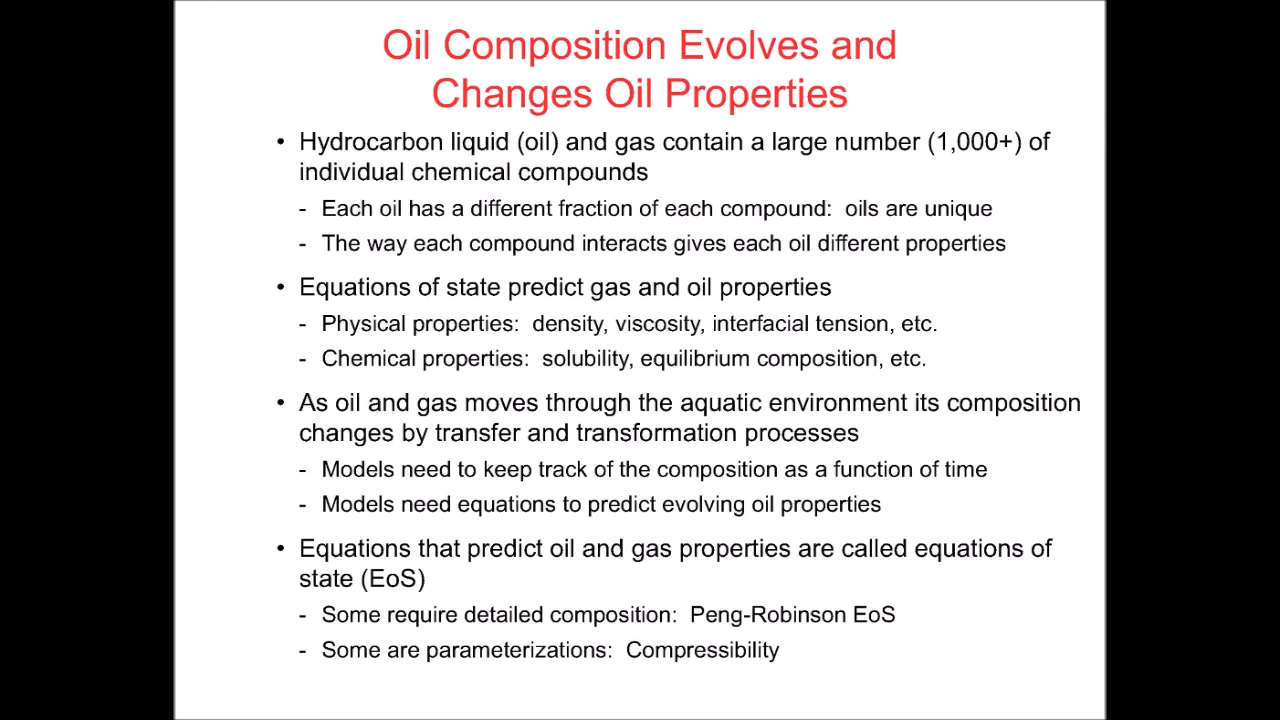 Oil Composition Evolves and
Changes Oil Properties
• Hydrocarbon liquid (oil) and gas contain a large number (1,000+) of
individual chemical compounds
- Each oil has a different fraction of each compound: oils are unique
- The way each compound interacts gives each oil different properties
• Equations of state predict gas and oil properties
- Physical properties: density, viscosity, interfacial tension, etc.
- Chemical properties: solubility, equilibrium composition, etc.
• As oil and gas moves through the aquatic environment its composition
changes by transfer and transformation processes
- Models need to keep track of the composition as a function of time
- Models need equations to predict evolving oil properties
• Equations that predict oil and gas properties are called equations of
state (EoS)
- Some require detailed composition: Peng-Robinson EoS
- Some are parameterizations: Compressibility